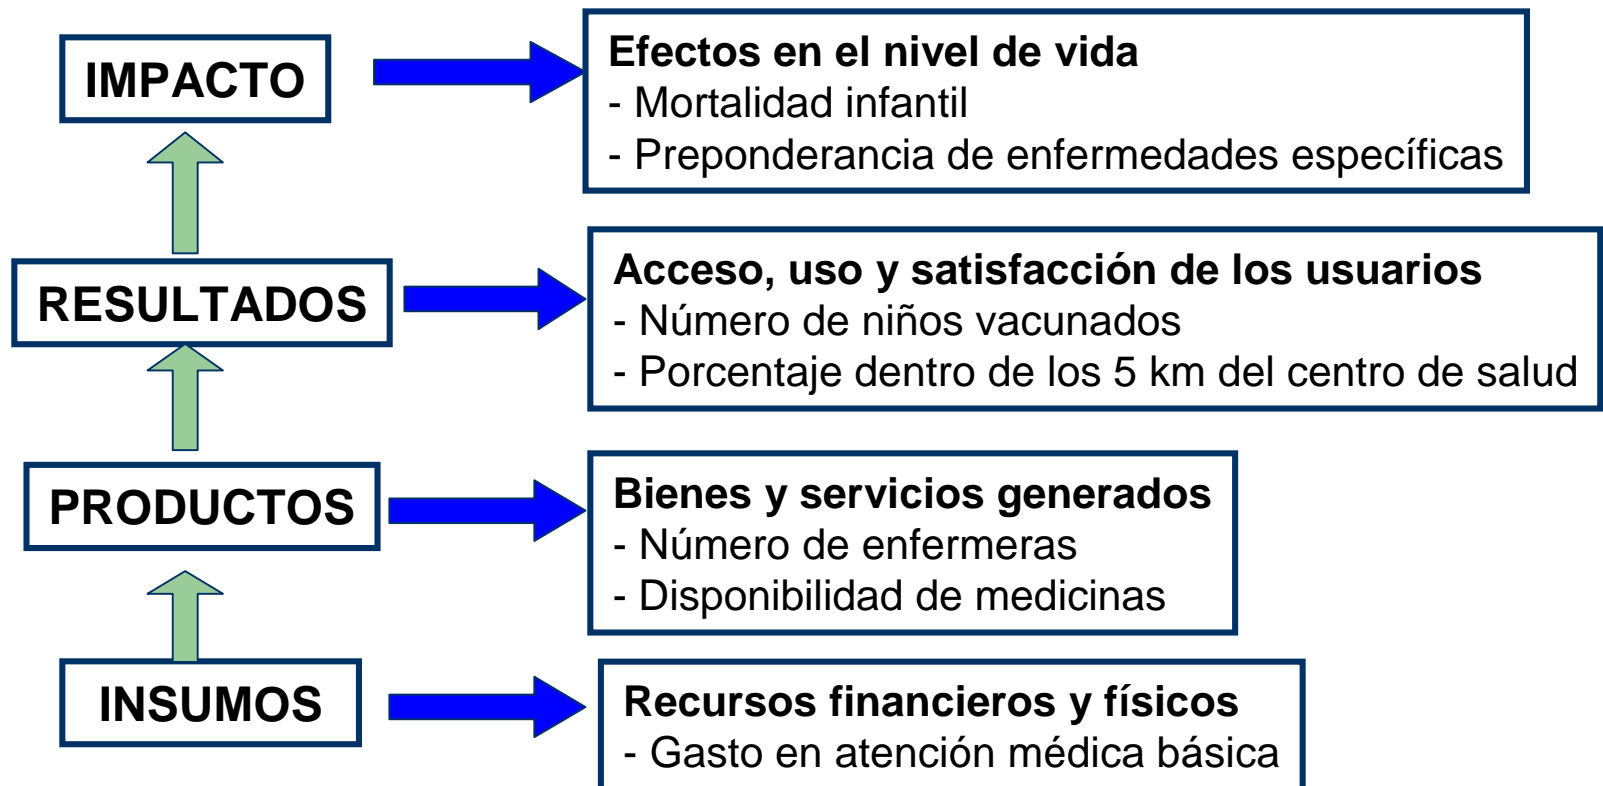 IMPACTO
Efectos en el nivel de vida
- Mortalidad infantil
- Preponderancia de enfermedades específicas
RESULTADOS
Acceso, uso y satisfacción de los usuarios
- Número de niños vacunados
- Porcentaje dentro de los 5 km del centro de salud
PRODUCTOS
Bienes y servicios generados
- Número de enfermeras
- Disponibilidad de medicinas
INSUMOS
Recursos financieros y físicos
- Gasto en atención médica básica